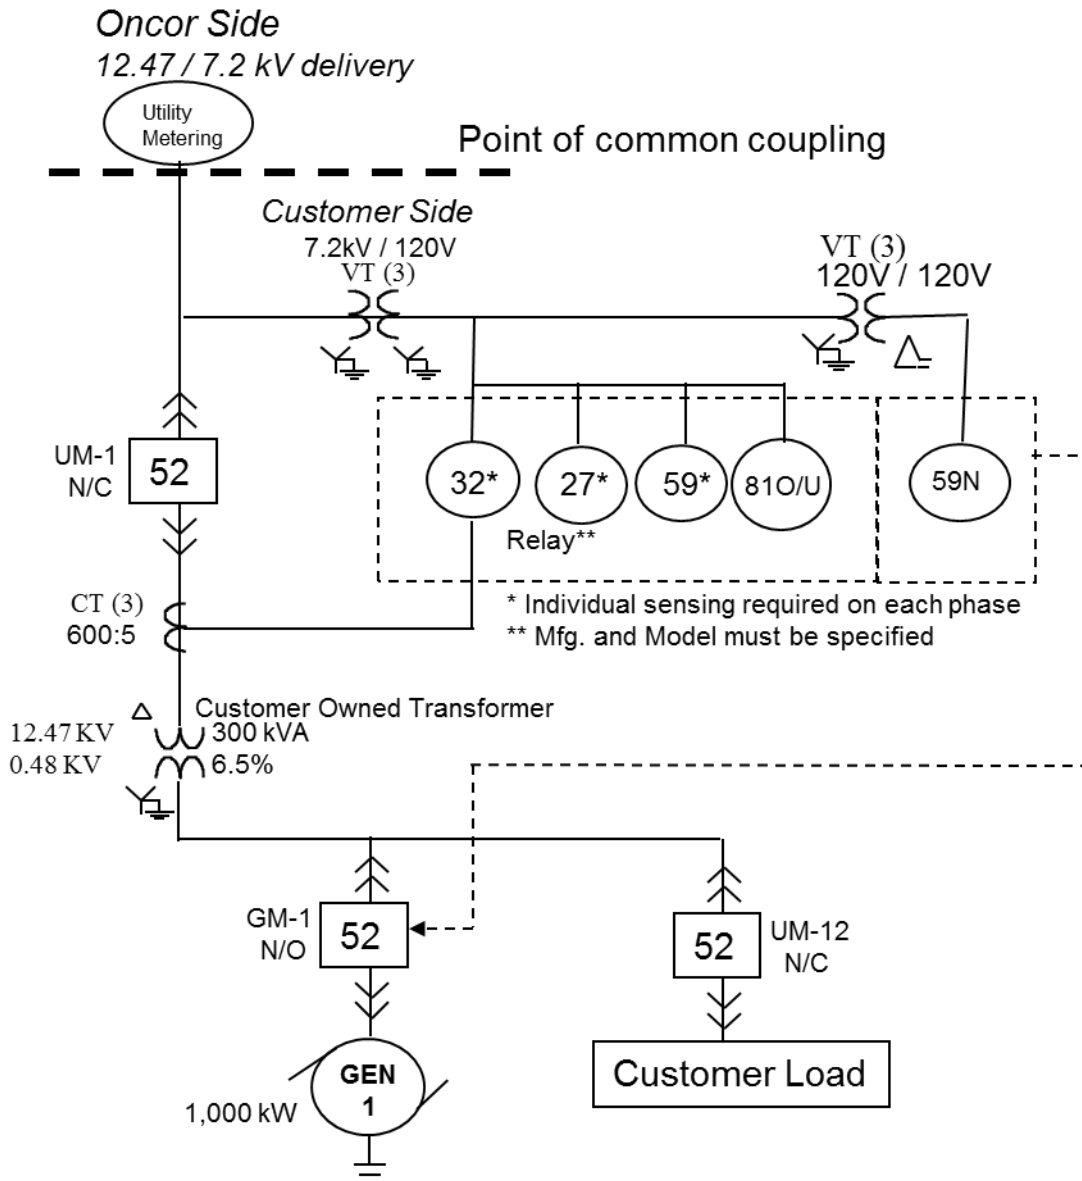 Oncor Side
12.47 / 7.2 kV delivery
Utility
Metering
Point of common coupling
Customer Side
7.2kV / 120V
VT (3)
VT (3)
120V / 120V
UM-1
N/C
52
32*
27*
59*
81O/U
59N
Relay**
CT (3)
600:5
* Individual sensing required on each phase
** Mfg. and Model must be specified
Customer Owned Transformer
12.47 KV
300 kVA
0.48 KV
6.5%
GM-1
N/O
52
52
UM-12
N/C
GEN
1
1,000 kW
Customer Load